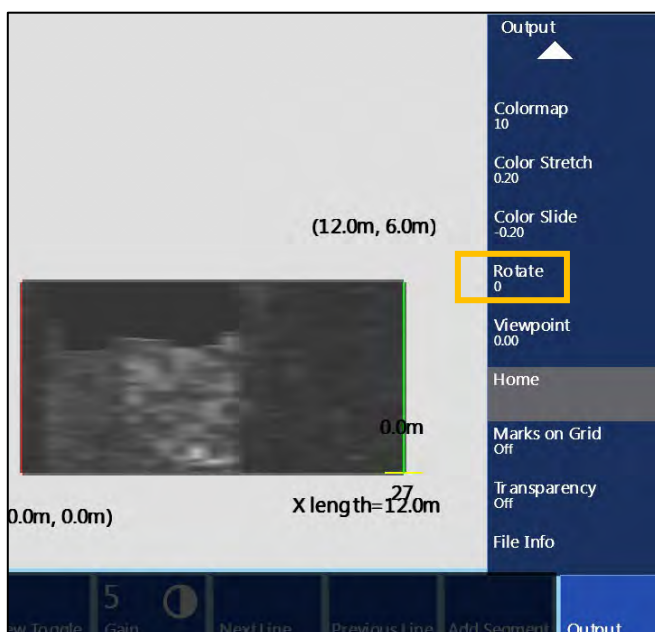 Output
Colormap
10
Color Stretch
0.20
Color Slide
-0.20
(12.0m, 6.0m)
Rotate
0
Viewpoint
0.00
Home
0.0m
Marks on Grid
Off
27
X length=12.0m
Transparency
Off
0.0m, 0.0m)
File Info
5
Toggle
Gain
Next Line
Previous Line
Add Segment
Output